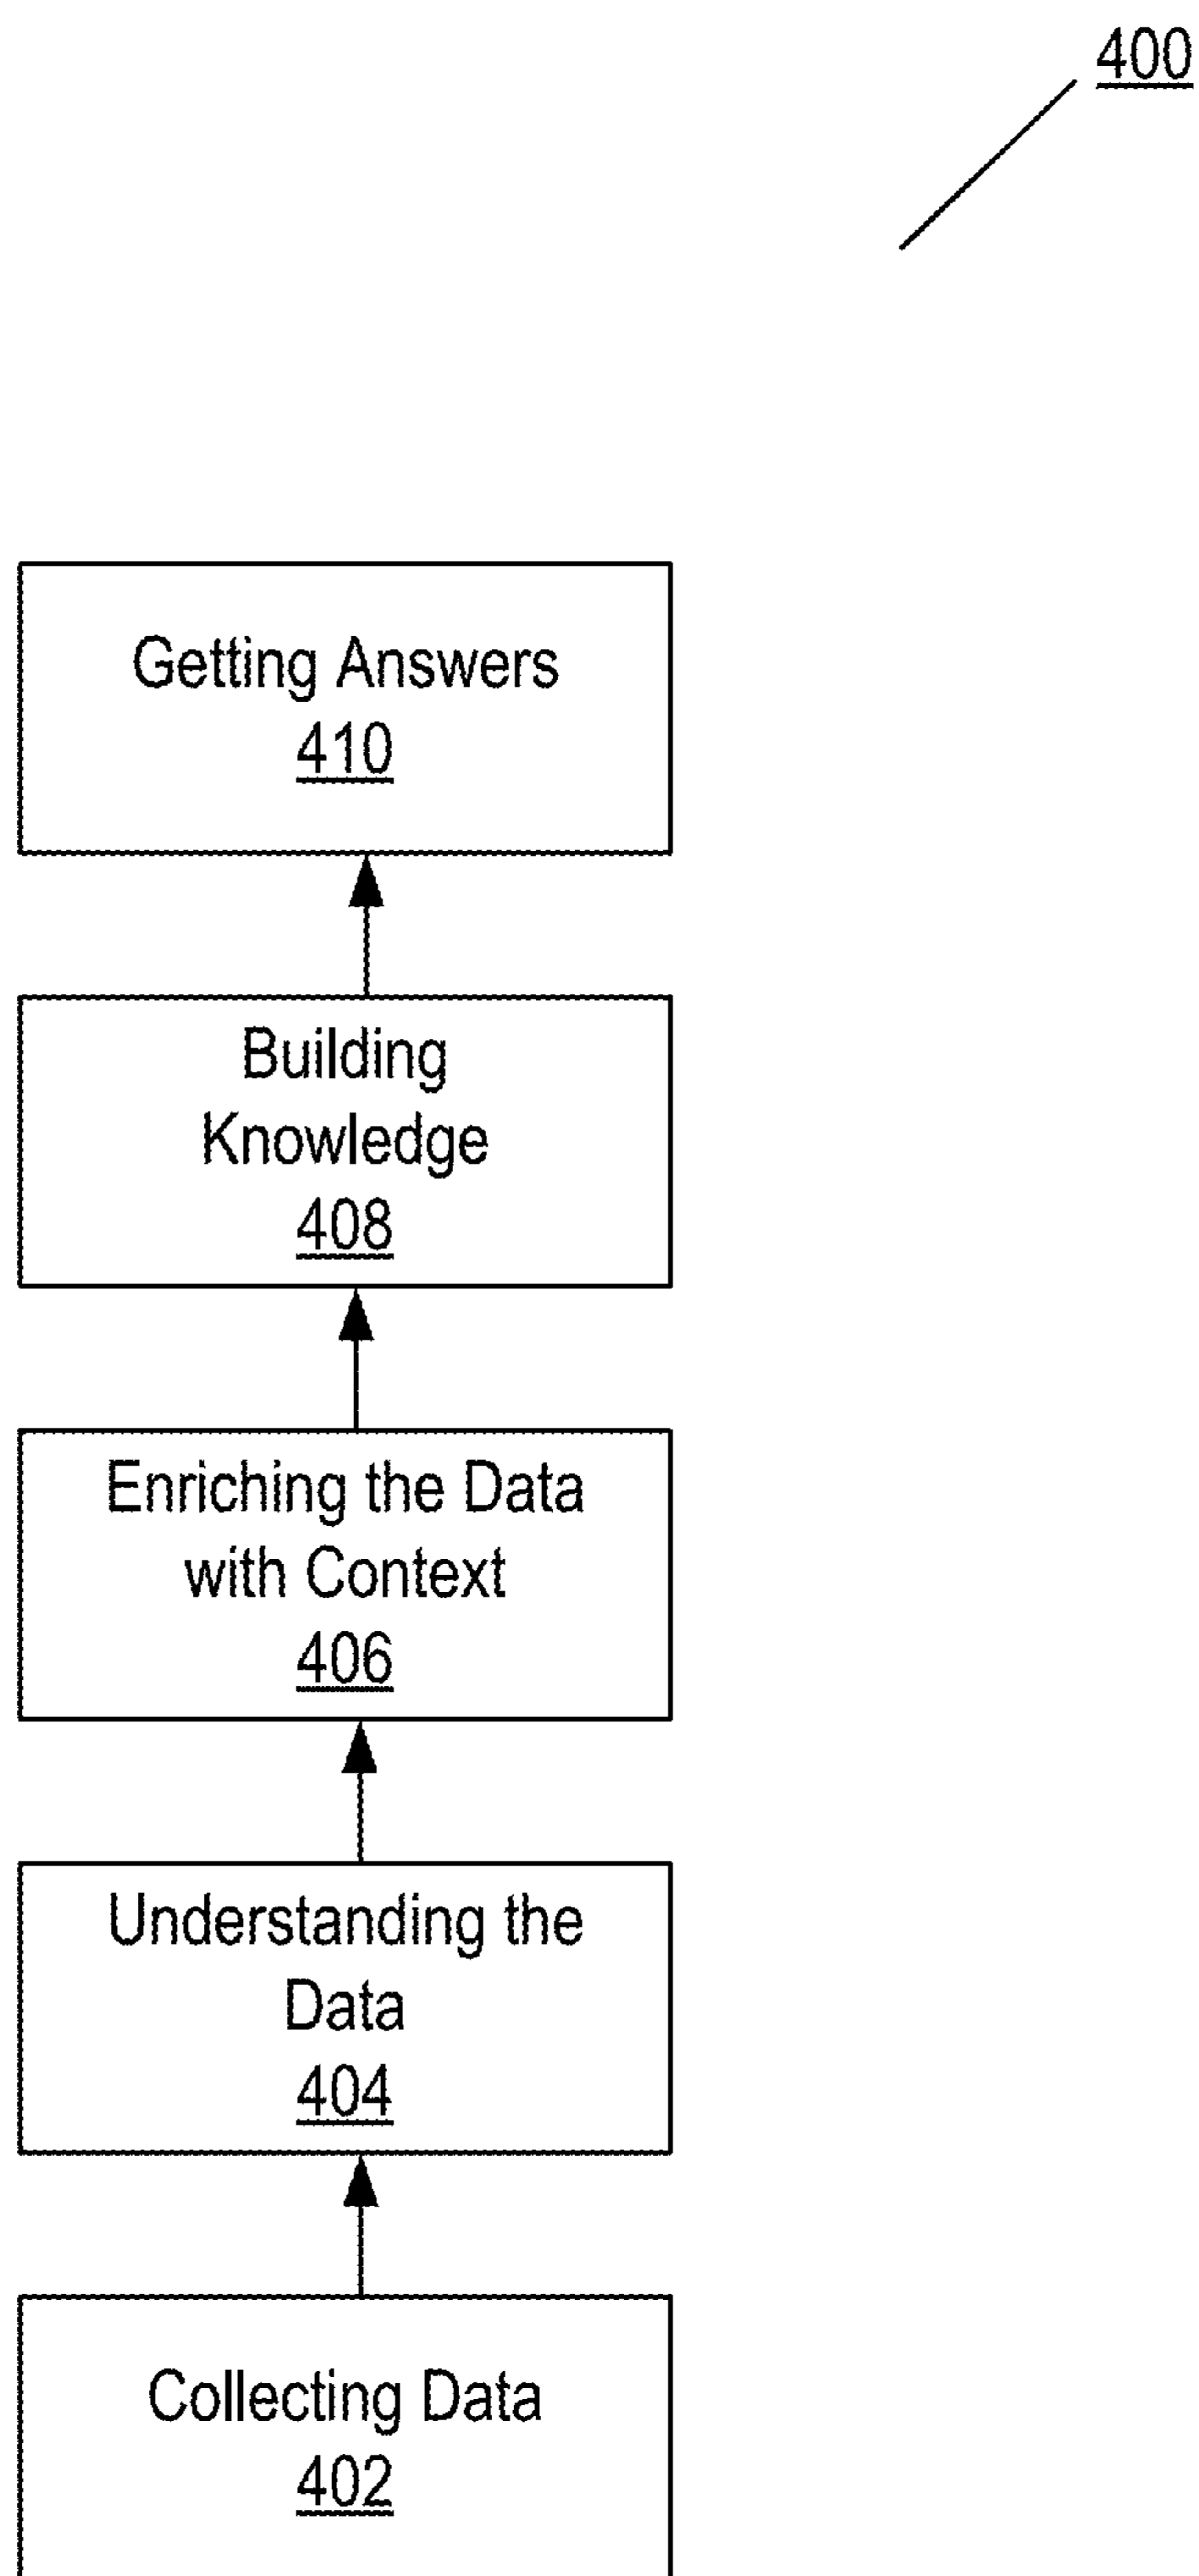 400
Getting Answers
410
Building
Knowledge
408
Enriching the Data
with Context
406
Understanding the
Data
404
Collecting Data
402